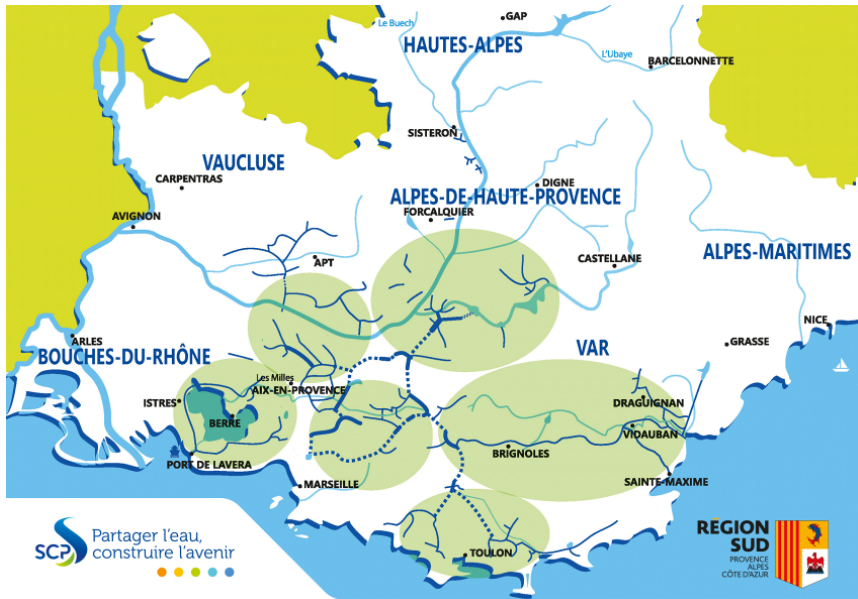 GAP
Le Buech
HAUTES-ALPES
L'Ubaye
BARCELONNETTE
SISTERON
VAUCLUSE
CARPENTRAS
DIGNE
ALPES-DE-HAUTE-PROVENCE
FORCALQUIER
AVIGNON
APT
CASTELLANE
ALPES-MARITIMES
NICE
ARLES
GRASSE
BOUCHES-DU-RHÔNE
VAR
Les Milles
AIX-EN-PROVENCE
ISTRES
BERRE
DRAGUIGNAN
VIDAUBAN
BRIGNOLES
PORT DE LAVERA
MARSEILLE
SAINTE-MAXIME
TOULON
SCP
Partager l'eau,
construire l'avenir
REGION
SUD
PROVENCE
ALPES
CÔTE D'AZUR